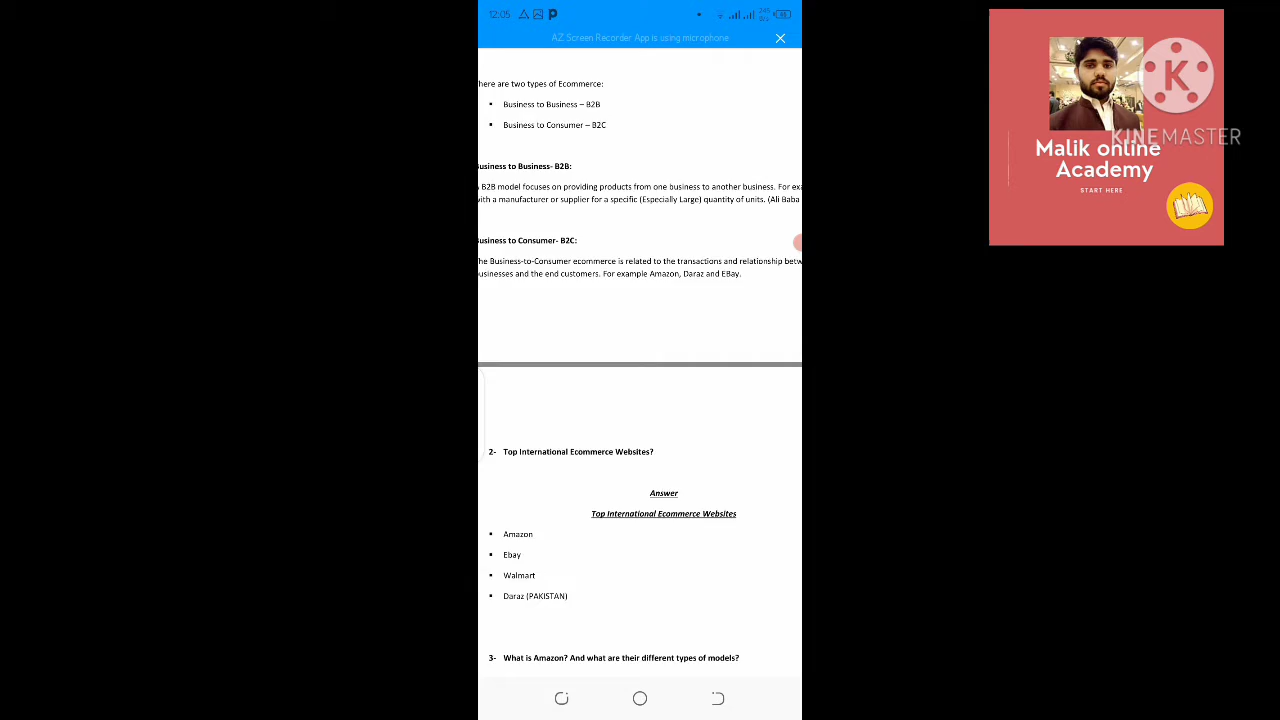 12:05
AZ Screen Recorder App is using microphone
here are two types of Ecommerce:
▪ Business to Business – B2B
▪ Business to Consumer – B2C
usiness to Business- B2B:
B2B model focuses on providing products from one business to another business. For exa
with a manufacturer or supplier for a specific (Especially Large) quantity of units. (Ali Baba
usiness to Consumer- B2C:
he Business-to-Consumer ecommerce is related to the transactions and relationship betw
usinesses and the end customers. For example Amazon, Daraz and EBay.
2- Top International Ecommerce Websites?
Answer
Top International Ecommerce Websites
▪ Amazon
▪ Ebay
▪ Walmart
▪ Daraz (PAKISTAN)
3- What is Amazon? And what are their different types of models?
K
KINEMASTER
Malik online
Academy
START HERE